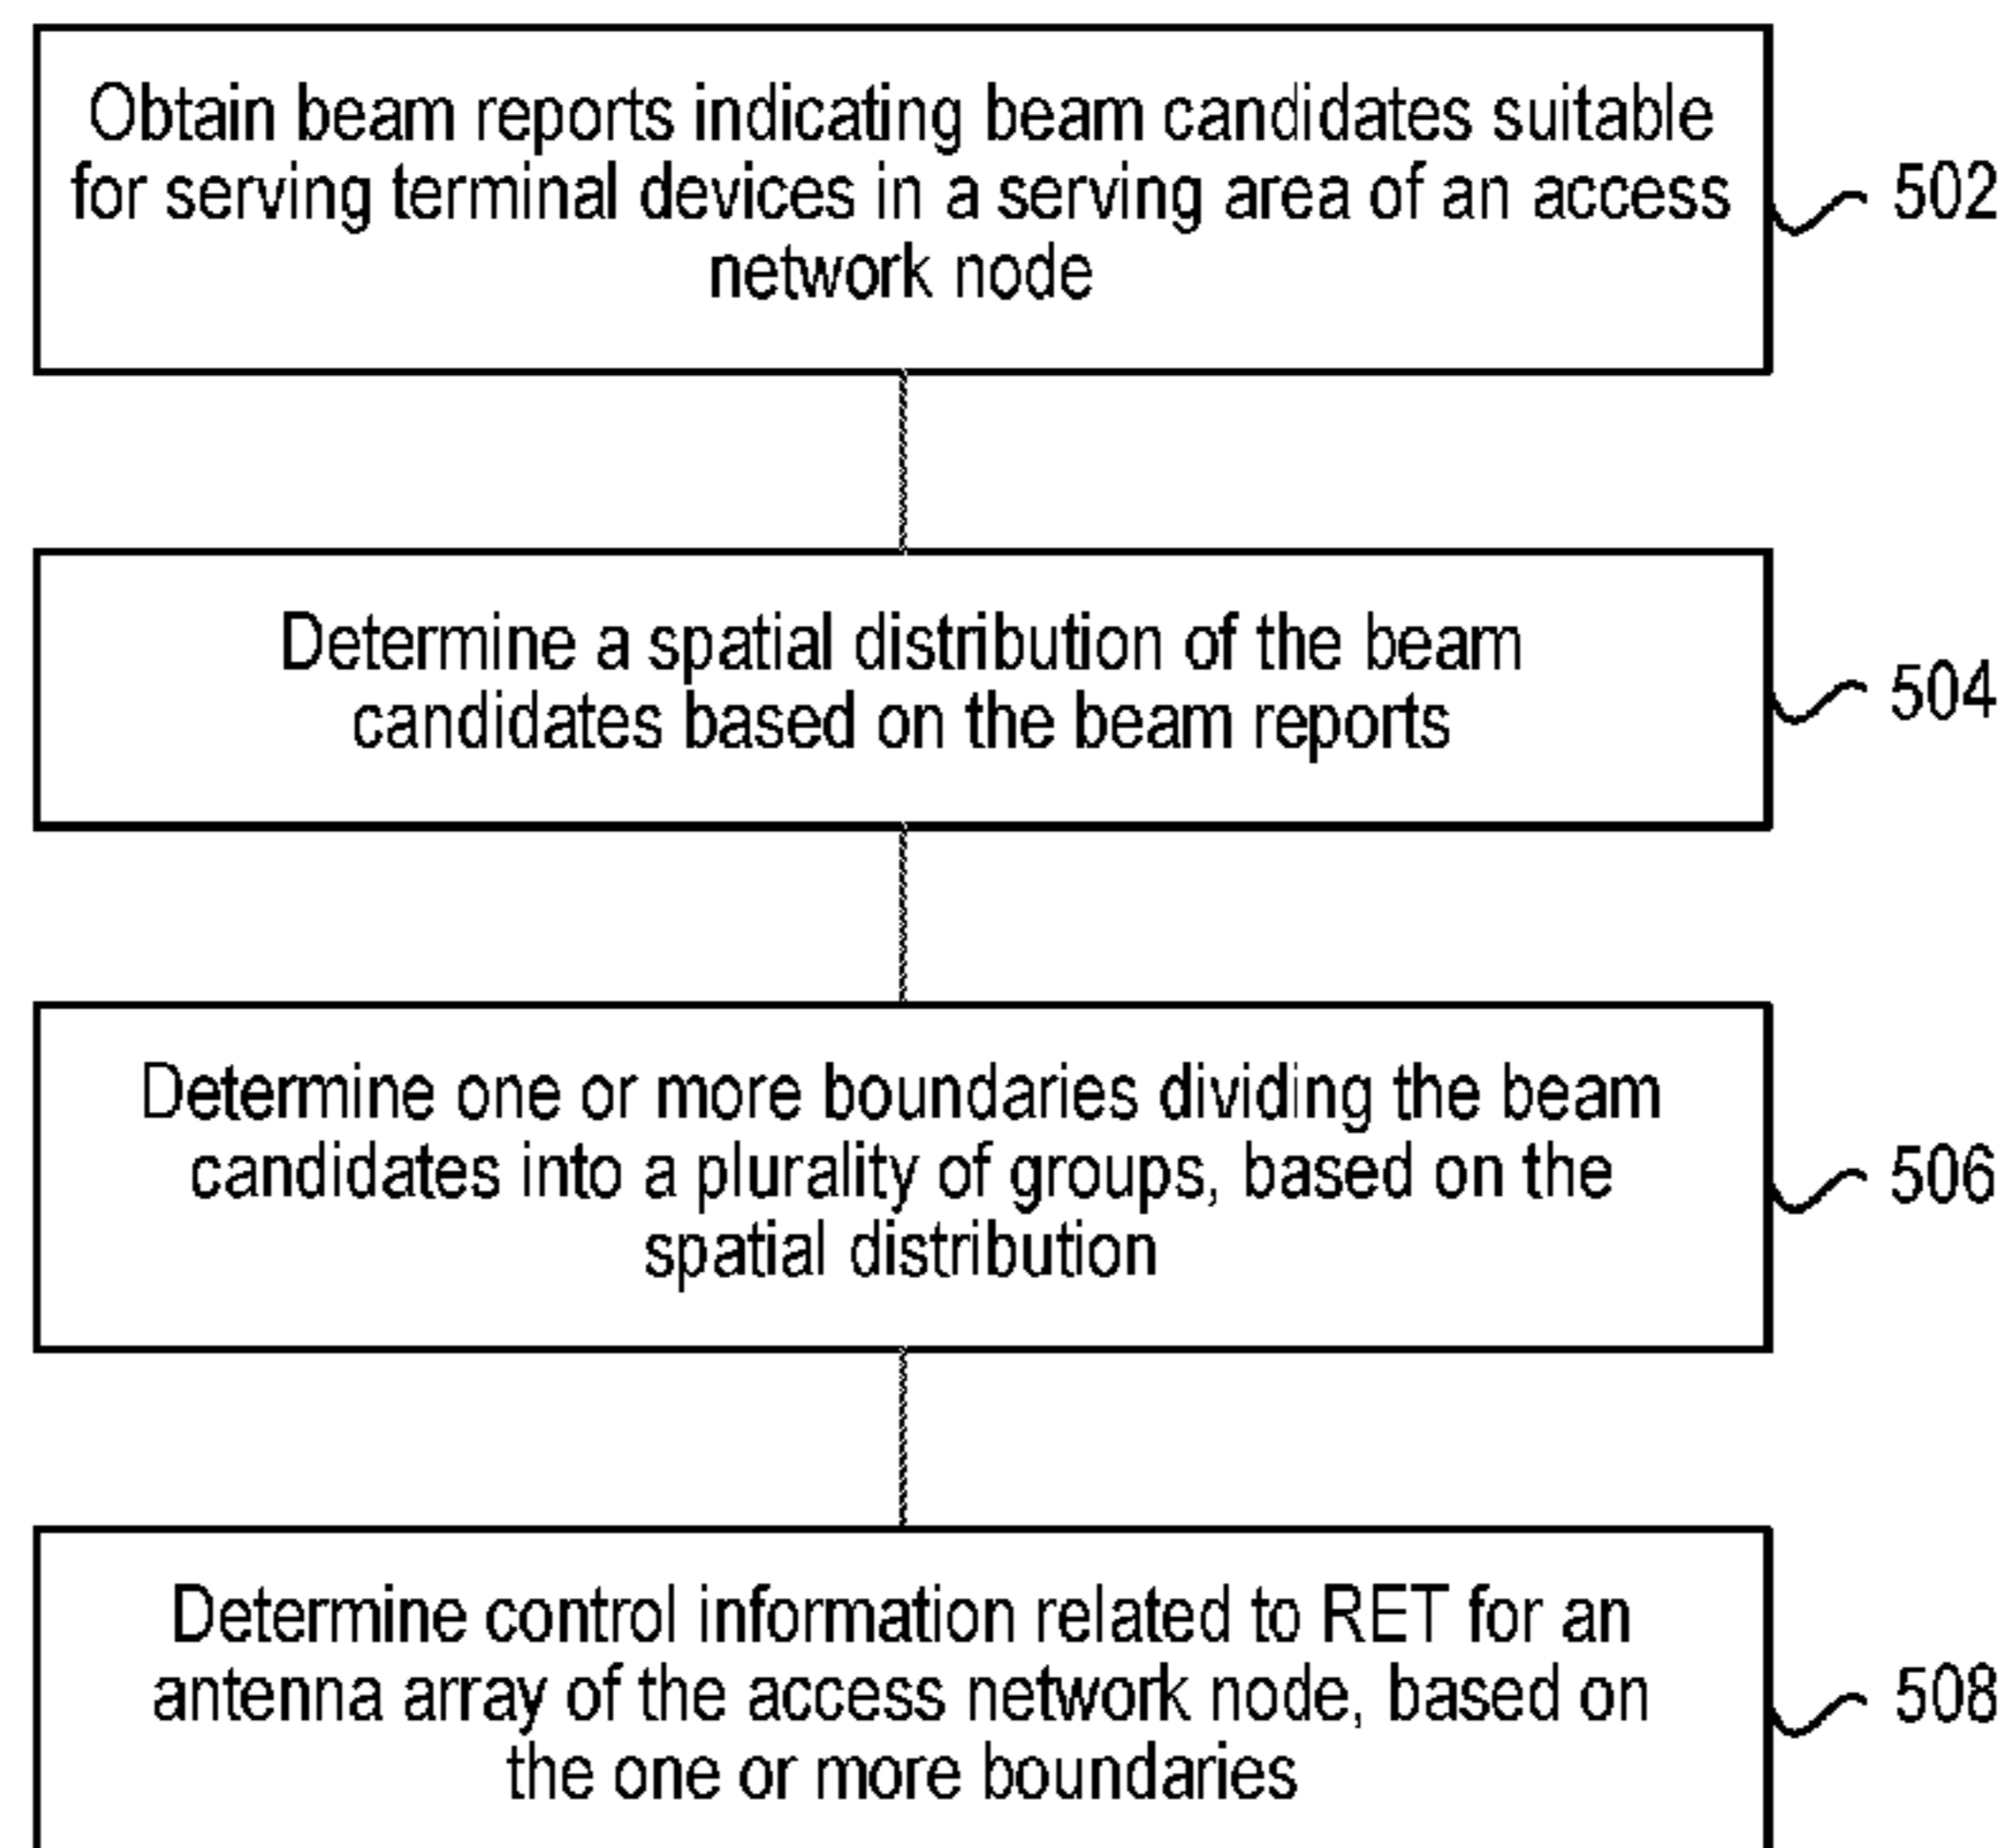 Obtain beam reports indicating beam candidates suitable
for serving terminal devices in a serving area of an access
network node
502
Determine a spatial distribution of the beam
candidates based on the beam reports
504
Determine one or more boundaries dividing the beam
candidates into a plurality of groups, based on the
spatial distribution
506
Determine control information related to RET for an
antenna array of the access network node, based on
the one or more boundaries
508